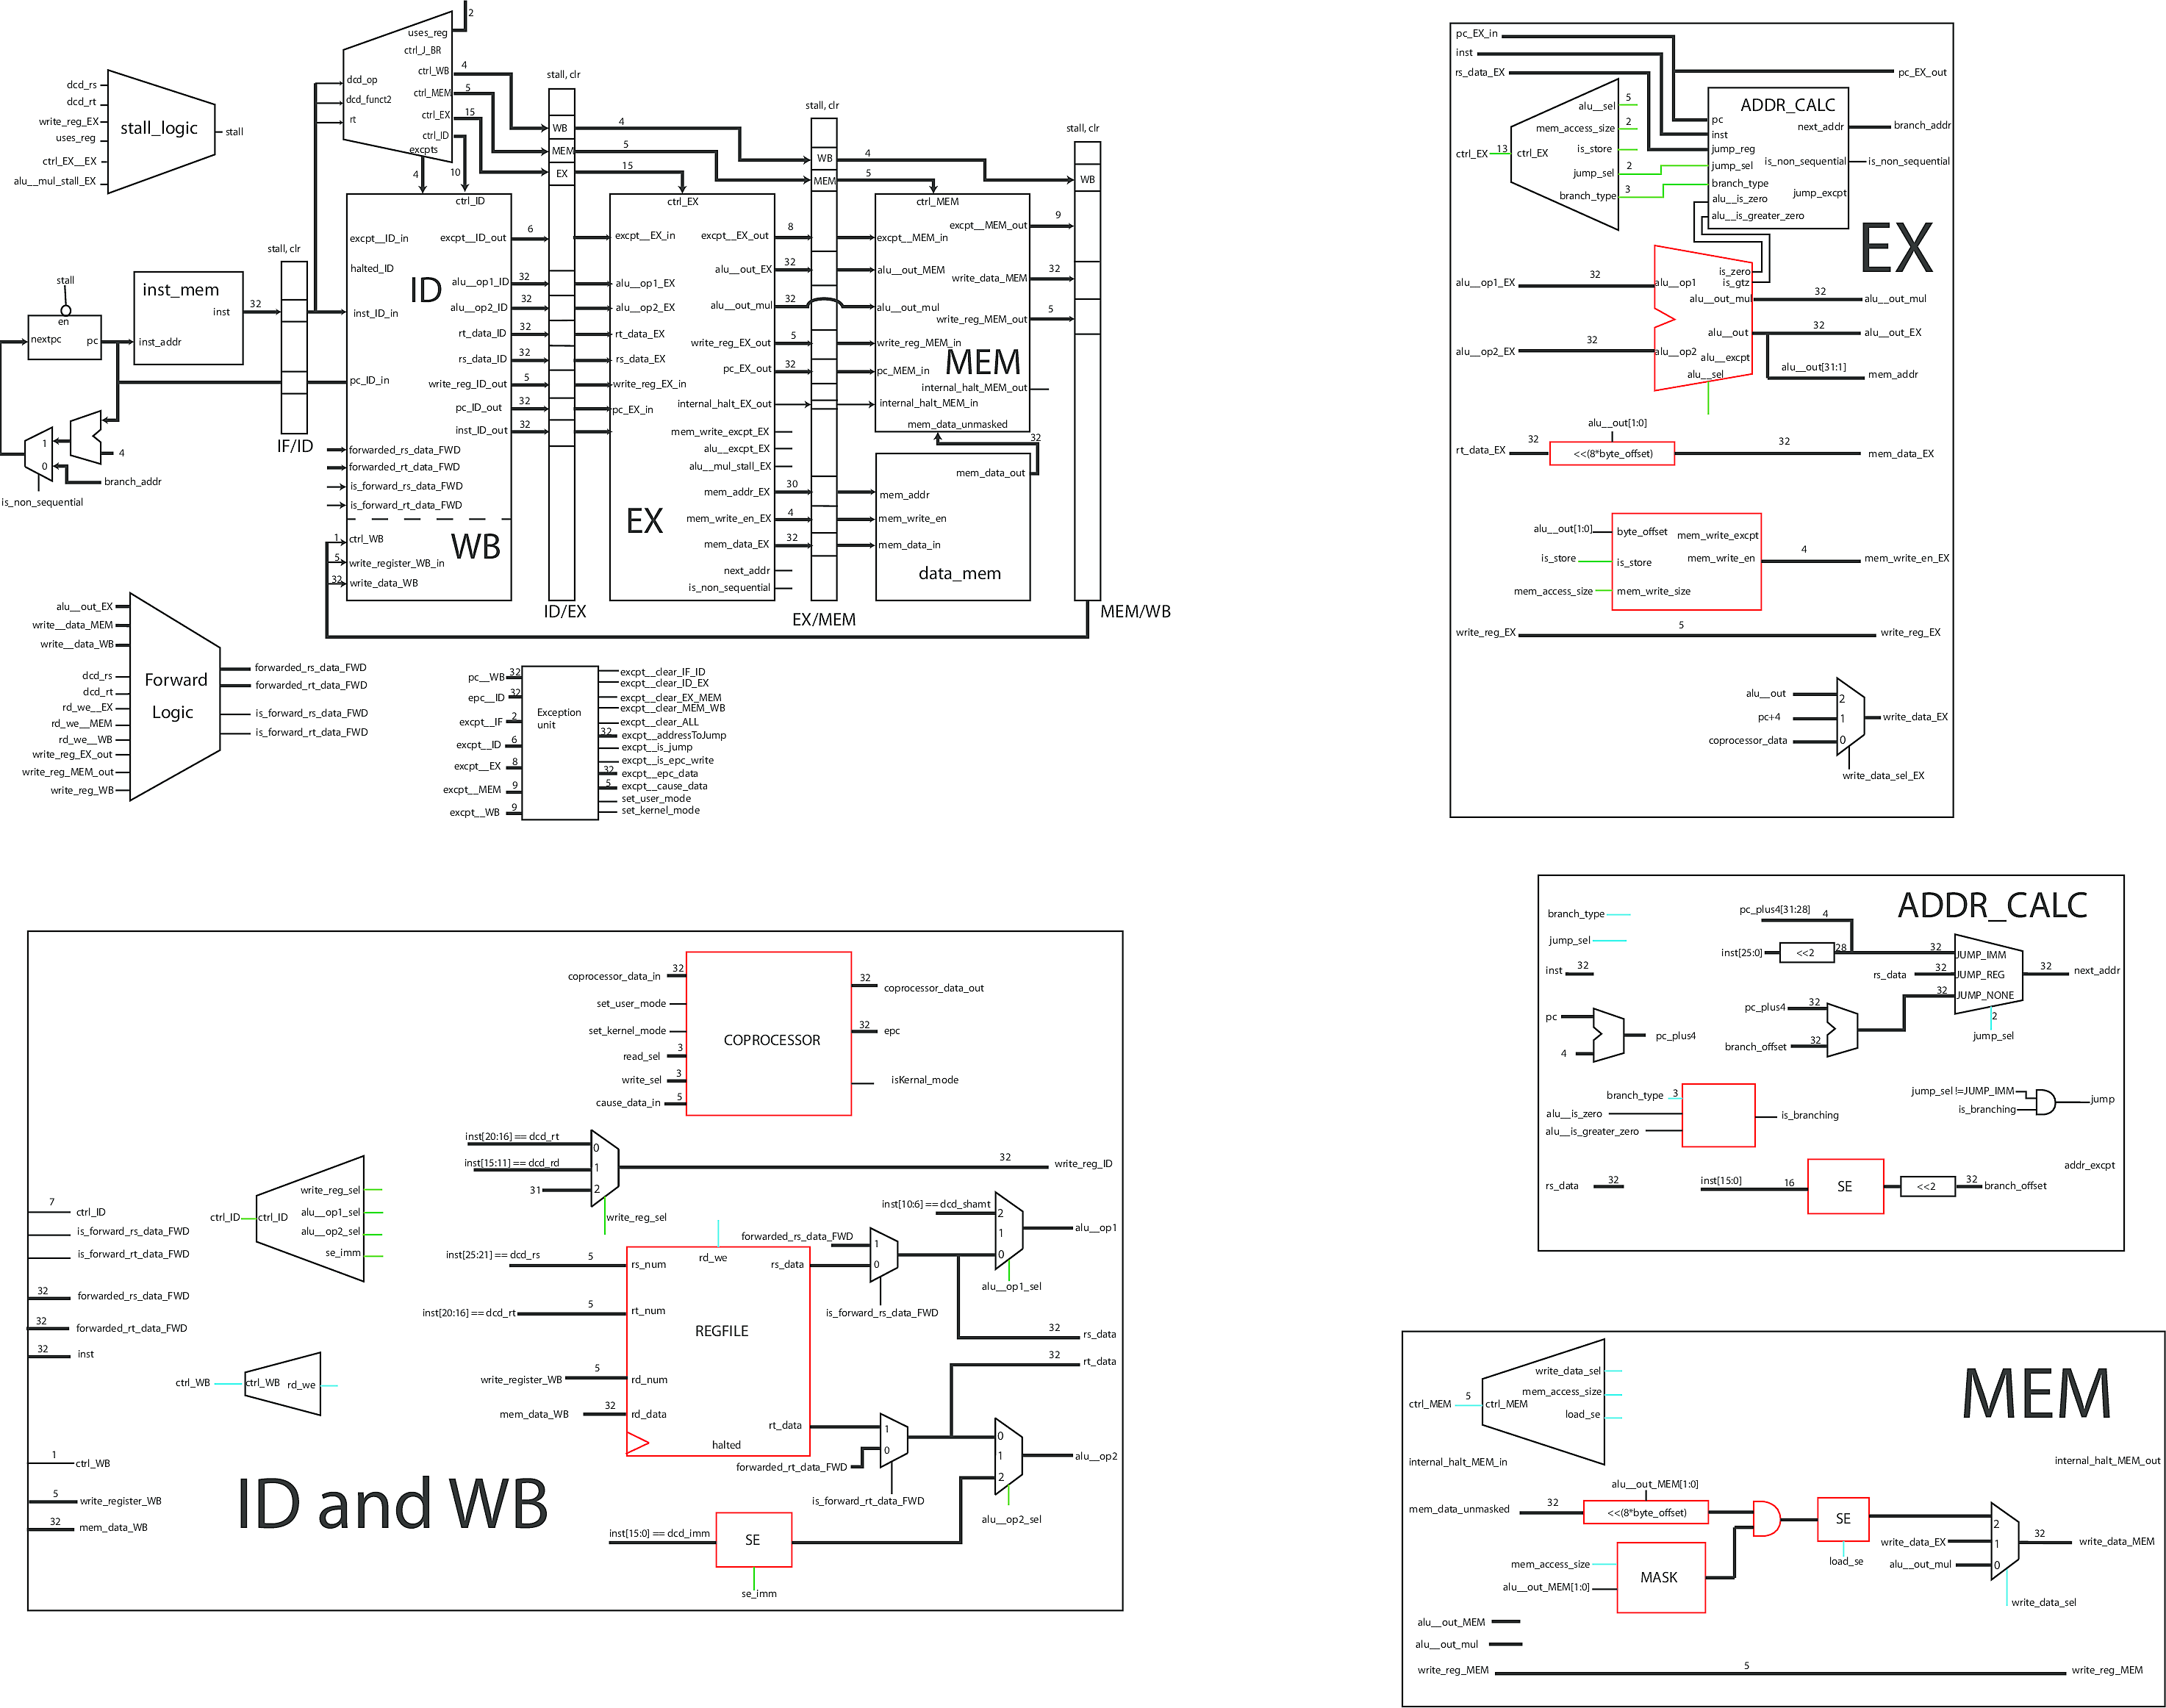 2
uses_reg
ctrl_J_BR
ctrl_WB
4
ctrl_MEM
5
ctrl_EX
15
ctrl_ID
excpts
dcd_op
dcd_funct2
rt
4
10
dcd_rs
dcd_rt
write_reg_EX
uses_reg
ctrl_EX__EX
alu__mul_stall_EX
stall_logic
stall
stall, clr
WB
MEM
EX
4
5
15
stall, clr
WB
MEM
4
5
stall, clr
WB
stall
en
nextpc
pc
inst_mem
inst
inst_addr
32
stall, clr
IF/ID
1
0
4
branch_addr
is_non_sequential
ctrl_ID
excpt__ID_in
excpt__ID_out
6
halted_ID
ID
alu__op1_ID
32
inst_ID_in
alu__op2_ID
32
rt_data_ID
32
rs_data_ID
32
pc_ID_in
write_reg_ID_out
5
pc_ID_out
32
inst_ID_out
32
forwarded_rs_data_FWD
forwarded_rt_data_FWD
is_forward_rs_data_FWD
is_forward_rt_data_FWD
WB
1
ctrl_WB
5
write_register_WB_in
32
write_data_WB
ID/EX
ctrl_EX
excpt__EX_in
excpt__EX_out
8
alu__op1_EX
alu__out_EX
32
alu__op2_EX
alu__out_mul
32
rt_data_EX
write_reg_EX_out
5
rs_data_EX
pc_EX_out
32
write_reg_EX_in
internal_halt_EX_out
pc_EX_in
mem_write_excpt_EX
alu__excpt_EX
alu__mul_stall_EX
mem_addr_EX
30
EX
mem_write_en_EX
4
mem_data_EX
32
next_addr
is_non_sequential
EX/MEM
ctrl_MEM
excpt_MEM_out
9
excpt__MEM_in
alu__out_MEM
write_data_MEM
32
alu__out_mul
write_reg_MEM_out
5
write_reg_MEM_in
MEM
pc_MEM_in
internal_halt_MEM_out
internal_halt_MEM_in
mem_data_unmasked
32
mem_data_out
mem_addr
mem_write_en
mem_data_in
data_mem
MEM/WB
alu__out_EX
write__data_MEM
write__data_WB
dcd_rs
dcd_rt
rd_we__EX
rd_we__MEM
rd_we__WB
write_reg_EX_out
write_reg_MEM_out
write_reg_WB
Forward
Logic
forwarded_rs_data_FWD
forwarded_rt_data_FWD
is_forward_rs_data_FWD
is_forward_rt_data_FWD
pc__WB
32
epc__ID
32
excpt__IF
2
excpt__ID
6
excpt__EX
8
excpt__MEM
9
excpt__WB
9
Exception
unit
excpt__clear_IF_ID
excpt__clear_ID_EX
excpt__clear_EX_MEM
excpt__clear_MEM_WB
excpt__clear_ALL
32
excpt__addressToJump
excpt__is_jump
excpt__is_epc_write
32
excpt__epc_data
5
excpt__cause_data
set_user_mode
set_kernel_mode
pc_EX_in
inst
rs_data_EX
pc_EX_out
ADDR_CALC
pc
inst
jump_reg
jump_sel
branch_type
alu__is_zero
alu__is_greater_zero
next_addr
is_non_sequential
jump_excpt
branch_addr
is_non_sequential
ctrl_EX
13
ctrl_EX
alu__sel
5
mem_access_size
2
is_store
jump_sel
2
branch_type
3
EX
alu__op1_EX
32
alu__op1
is_zero
is_gtz
alu__out_mul
32
alu__out_mul
alu__out
32
alu__out_EX
alu__op2_EX
32
alu__op2
alu__excpt
alu__sel
alu__out[31:1]
mem_addr
alu__out[1:0]
rt_data_EX
32
<<(8*byte_offset)
32
mem_data_EX
alu__out[1:0]
byte_offset
mem_write_excpt
is_store
is_store
mem_write_en
4
mem_write_en_EX
mem_access_size
mem_write_size
write_reg_EX
5
write_reg_EX
alu__out
2
pc+4
1
write_data_EX
coprocessor_data
0
write_data_sel_EX
ADDR_CALC
branch_type
jump_sel
inst
32
pc
4
pc_plus4
pc_plus4[31:28]
4
inst[25:0]
<<2
28
32
JUMP_IMM
rs_data
32
JUMP_REG
32
next_addr
32
JUMP_NONE
2
jump_sel
pc_plus4
32
branch_offset
32
branch_type
3
alu__is_zero
alu__is_greater_zero
is_branching
jump_sel !=JUMP_IMM
is_branching
jump
addr_excpt
rs_data
32
inst[15:0]
16
SE
<<2
32
branch_offset
coprocessor_data_in
32
set_user_mode
set_kernel_mode
read_sel
3
write_sel
3
cause_data_in
5
COPROCESSOR
32
coprocessor_data_out
32
epc
isKernal_mode
inst[20:16] == dcd_rt
0
inst[15:11] == dcd_rd
1
31
2
write_reg_sel
32
write_reg_ID
7
ctrl_ID
is_forward_rs_data_FWD
is_forward_rt_data_FWD
32
forwarded_rs_data_FWD
32
forwarded_rt_data_FWD
32
inst
ctrl_ID
ctrl_ID
write_reg_sel
alu__op1_sel
alu__op2_sel
se_imm
ctrl_WB
ctrl_WB
rd_we
1
ctrl_WB
5
write_register_WB
32
mem_data_WB
ID and WB
inst[25:21] == dcd_rs
5
rs_num
rd_we
rs_data
inst[20:16] == dcd_rt
5
rt_num
REGFILE
write_register_WB
5
rd_num
mem_data_WB
32
rd_data
rt_data
halted
forwarded_rs_data_FWD
1
0
is_forward_rs_data_FWD
inst[10:6] == dcd_shamt
2
1
0
alu__op1
alu__op1_sel
32
rs_data
32
rt_data
1
0
forwarded_rt_data_FWD
is_forward_rt_data_FWD
0
1
2
alu__op2
alu__op2_sel
inst[15:0] == dcd_imm
SE
se_imm
MEM
ctrl_MEM
5
ctrl_MEM
write_data_sel
mem_access_size
load_se
internal_halt_MEM_in
internal_halt_MEM_out
alu__out_MEM[1:0]
mem_data_unmasked
32
<<(8*byte_offset)
SE
load_se
2
write_data_EX
1
alu__out_mul
0
32
write_data_MEM
write_data_sel
mem_access_size
alu__out_MEM[1:0]
MASK
alu__out_MEM
alu__out_mul
write_reg_MEM
5
write_reg_MEM